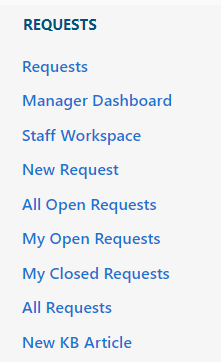 REQUESTS
Requests
Manager Dashboard
Staff Workspace
New Request
All Open Requests
My Open Requests
My Closed Requests
All Requests
New KB Article